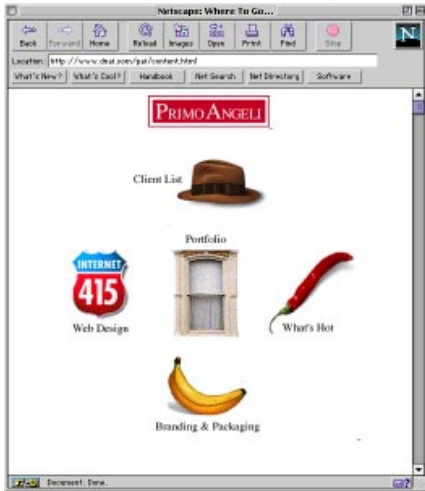 Netscape: Where To Go...
Back Forward Home Reload Images Open Print Find Stop
N
Location: http://www.dnai.com/pai/content.html
What's New? What's Cool? Handbook Net Search Net Directory Software
PRIMO ANGELI
Client List
Portfolio
INTERNET
415
Web Design
What's Hot
Branding & Packaging
Document: Done.